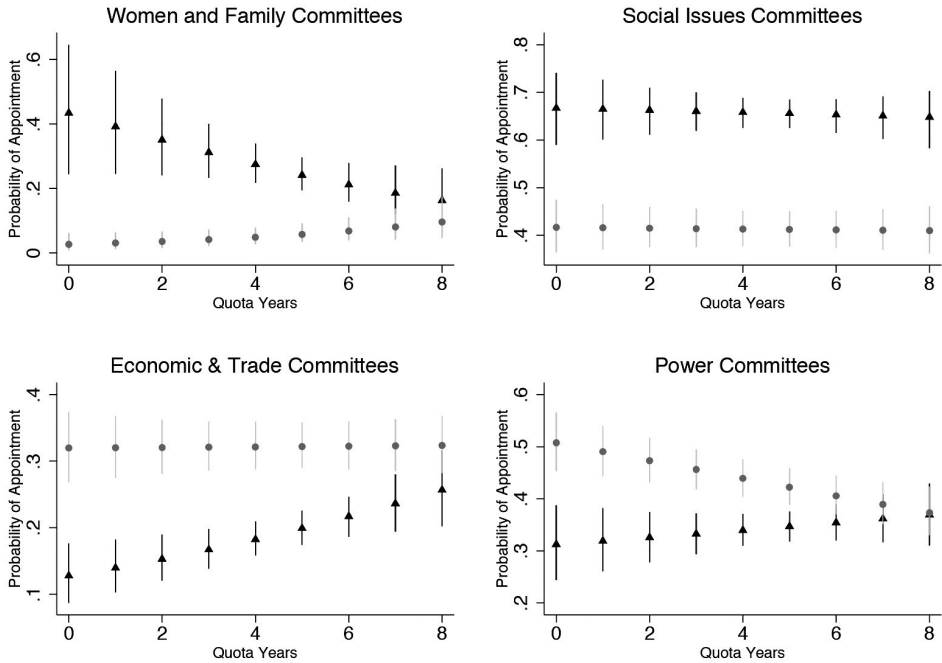 Women and Family Committees
Probability of Appointment
.6
.4
.2
0
0 2 4 6 8
Quota Years
Social Issues Committees
Probability of Appointment
.8
.7
.6
.5
.4
0 2 4 6 8
Quota Years
Economic & Trade Committees
Probability of Appointment
.4
.3
.2
.1
0 2 4 6 8
Quota Years
Power Committees
Probability of Appointment
.6
.5
.4
.3
.2
0 2 4 6 8
Quota Years